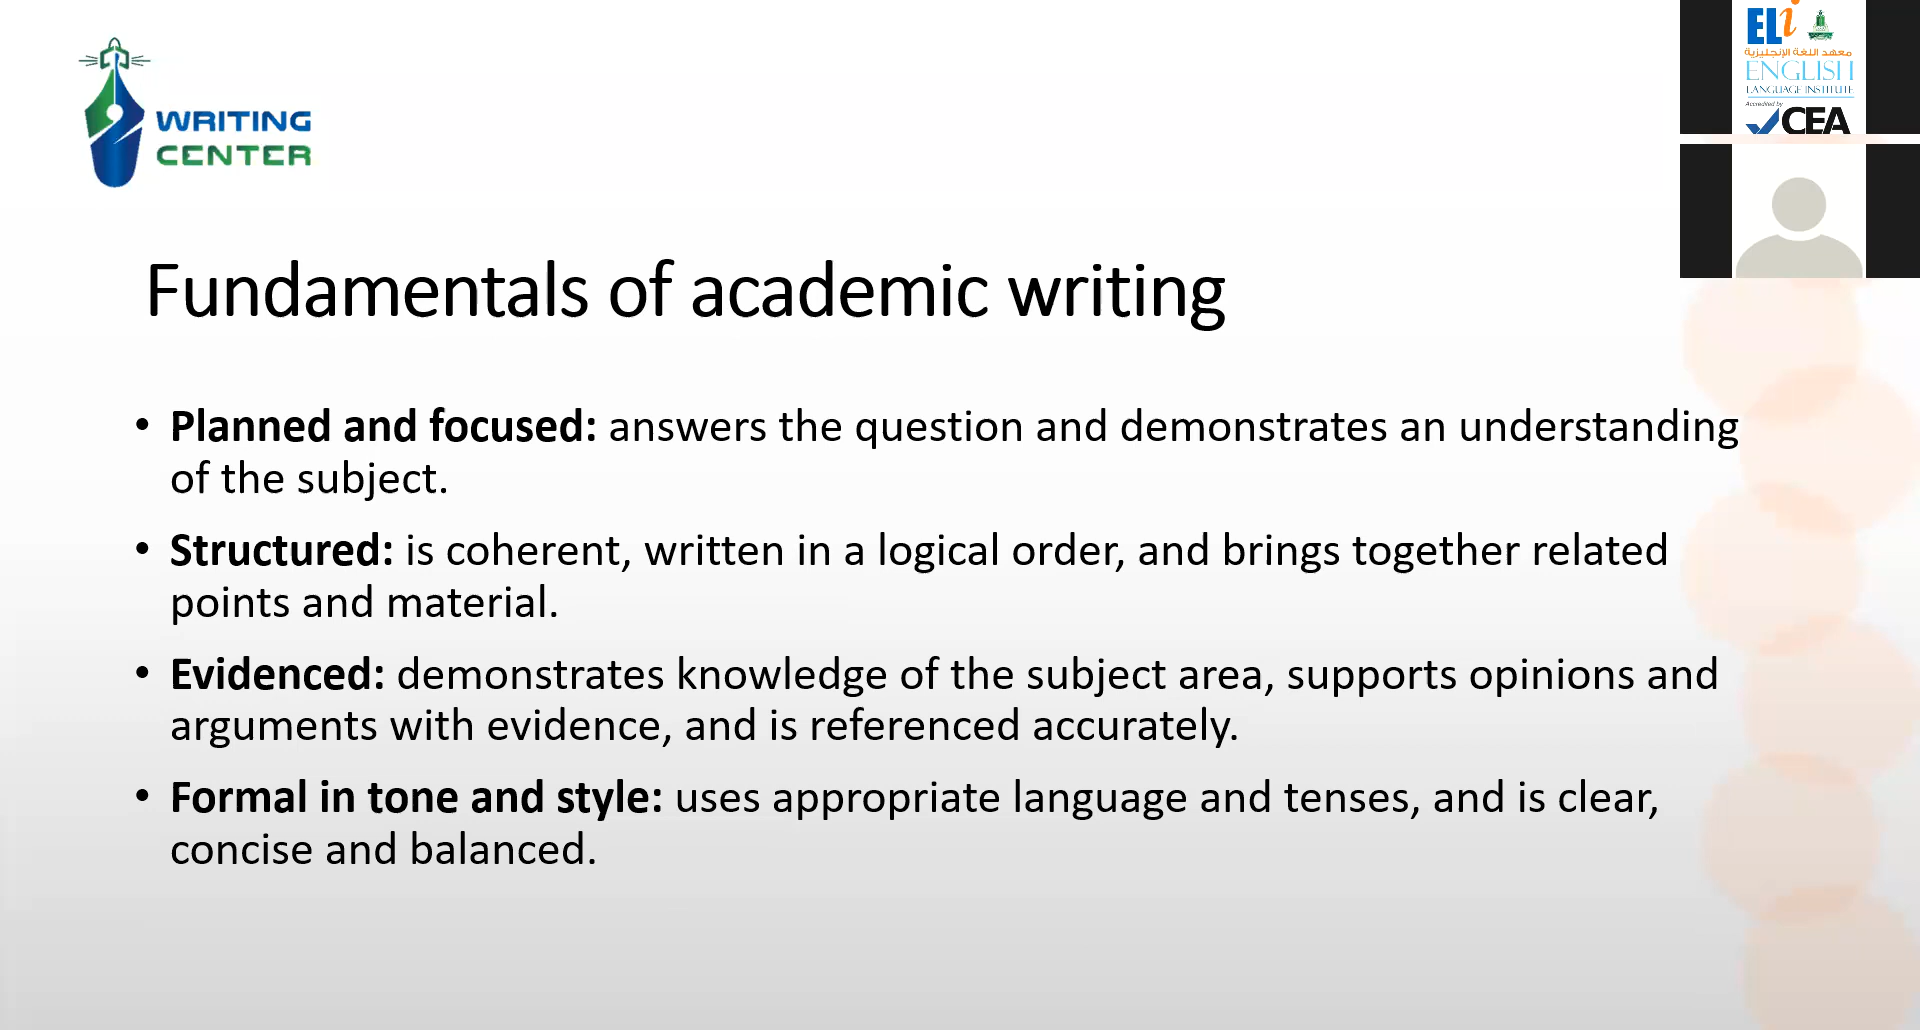 WRITING
CENTER
ELi
معهد اللغة الإنجليزية
ENGLISH
LANGUAGE INSTITUTE
Accredited by
CEA
Fundamentals of academic writing
• Planned and focused: answers the question and demonstrates an understanding
of the subject.
• Structured: is coherent, written in a logical order, and brings together related
points and material.
• Evidenced: demonstrates knowledge of the subject area, supports opinions and
arguments with evidence, and is referenced accurately.
• Formal in tone and style: uses appropriate language and tenses, and is clear,
concise and balanced.